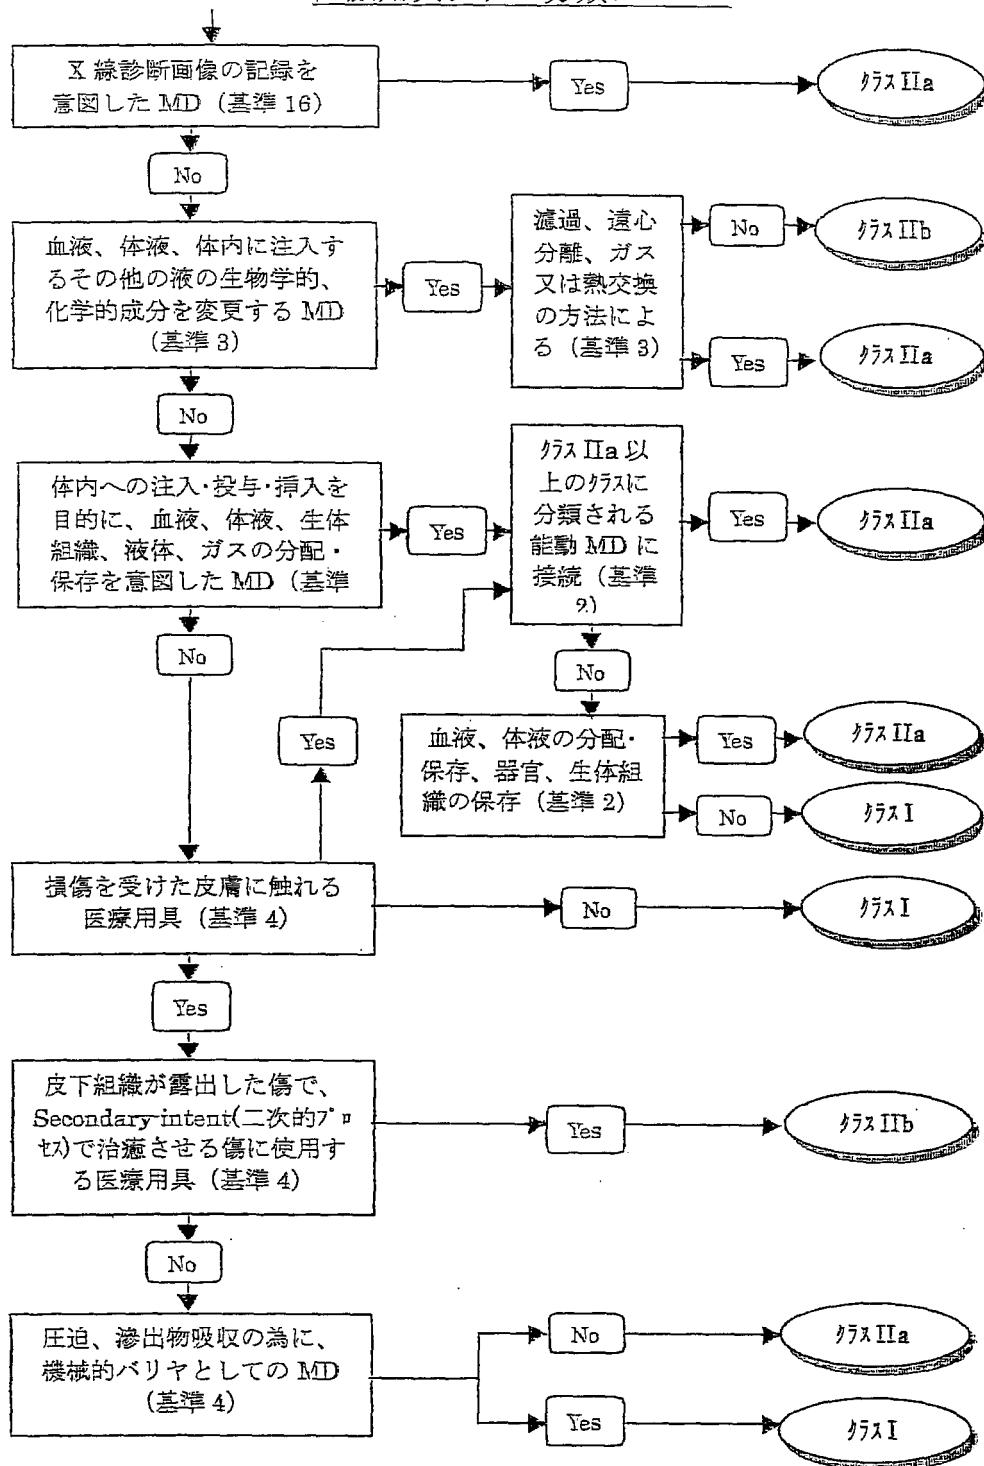 X 線診断画像の記録を
意図した MD（基準 16）
Yes
クラス IIa
No
血液、体液、体内に注入す
るその他の液の生物学的、
化学的成分を変更する MD
（基準 3）
Yes
濾過、遠心
分離、ガス
又は熱交換
の方法によ
る（基準 3）
No
クラス IIb
Yes
クラス IIa
No
体内への注入・投与・挿入を
目的に、血液、体液、生体
組織、液体、ガスの分配・
保存を意図した MD（基準
Yes
クラス IIa 以
上のクラスに
分類される
能動 MD に
接続（基準
2）
Yes
クラス IIa
No
No
Yes
血液、体液の分配・
保存、器官、生体組
織の保存（基準 2）
Yes
クラス IIa
No
クラス I
損傷を受けた皮膚に触れる
医療用具（基準 4）
No
クラス I
Yes
皮下組織が露出した傷で、
Secondary-intent(二次的プロ
セス)で治癒させる傷に使用す
る医療用具（基準 4）
Yes
クラス IIb
No
圧迫、滲出物吸収の為に、
機械的バリヤとしての MD
（基準 4）
No
クラス IIa
Yes
クラス I